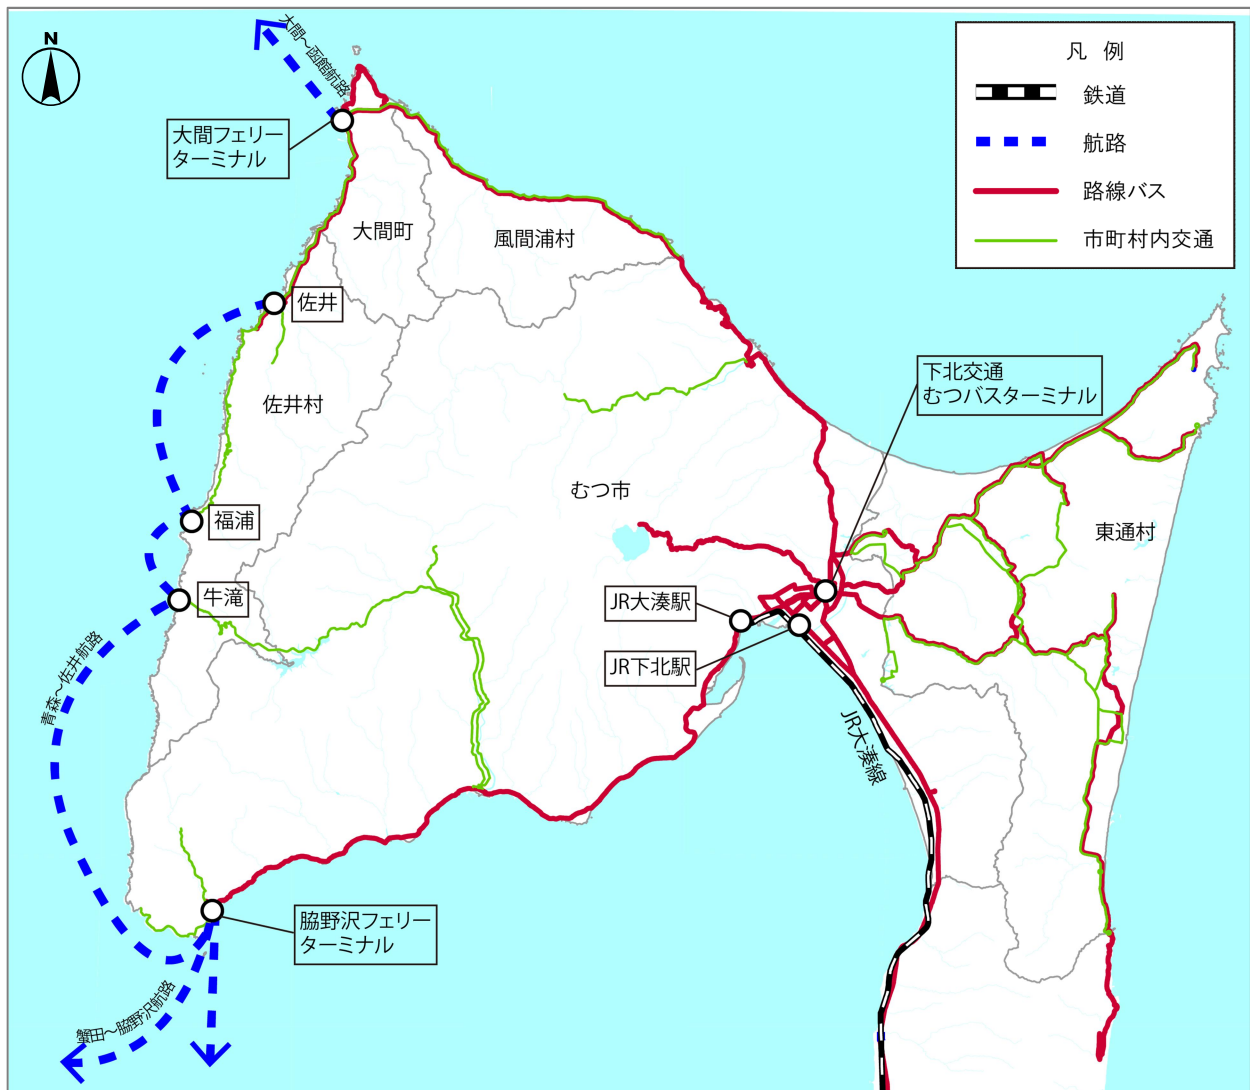 N
大間～函館航路
凡 例
鉄道
航路
路線バス
市町村内交通
大間フェリー
ターミナル
大間町
風間浦村
佐井
佐井村
下北交通
むつバスターミナル
むつ市
福浦
東通村
牛滝
JR大湊駅
JR下北駅
青森～佐井航路
JR大湊線
脇野沢フェリー
ターミナル
蟹田～脇野沢航路